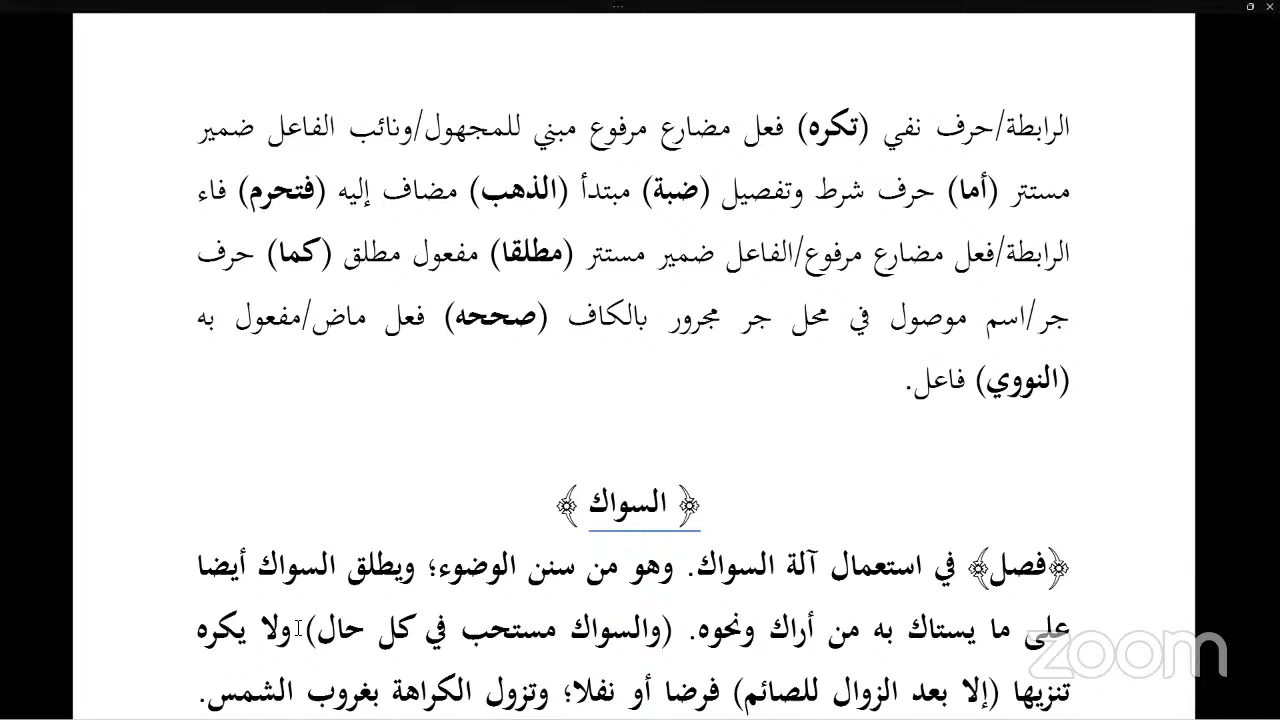 الرابطة/حرف نفي (تكره) فعل مضارع مرفوع مبني للمجهول/ونائب الفاعل ضمير
مستتر (أما) حرف شرط وتفصيل (ضبة) مبتدأ (الذهب) مضاف إليه (فتحرم) فاء
الرابطة/فعل مضارع مرفوع/الفاعل ضمير مستتر (مطلقا) مفعول مطلق (كما) حرف
جر/اسم موصول في محل جر مجرور بالكاف (صححه) فعل ماض/مفعول به
(النووي) فاعل.
﴿ السواك ﴾
﴿فصل﴾ في استعمال آلة السواك. وهو من سنن الوضوء؛ ويطلق السواك أيضا
على ما يستاك به من أراك ونحوه. (والسواك مستحب في كل حال) ولا يكره
تنزيها (إلا بعد الزوال للصائم) فرضا أو نفلا؛ وتزول الكراهة بغروب الشمس.
zoom